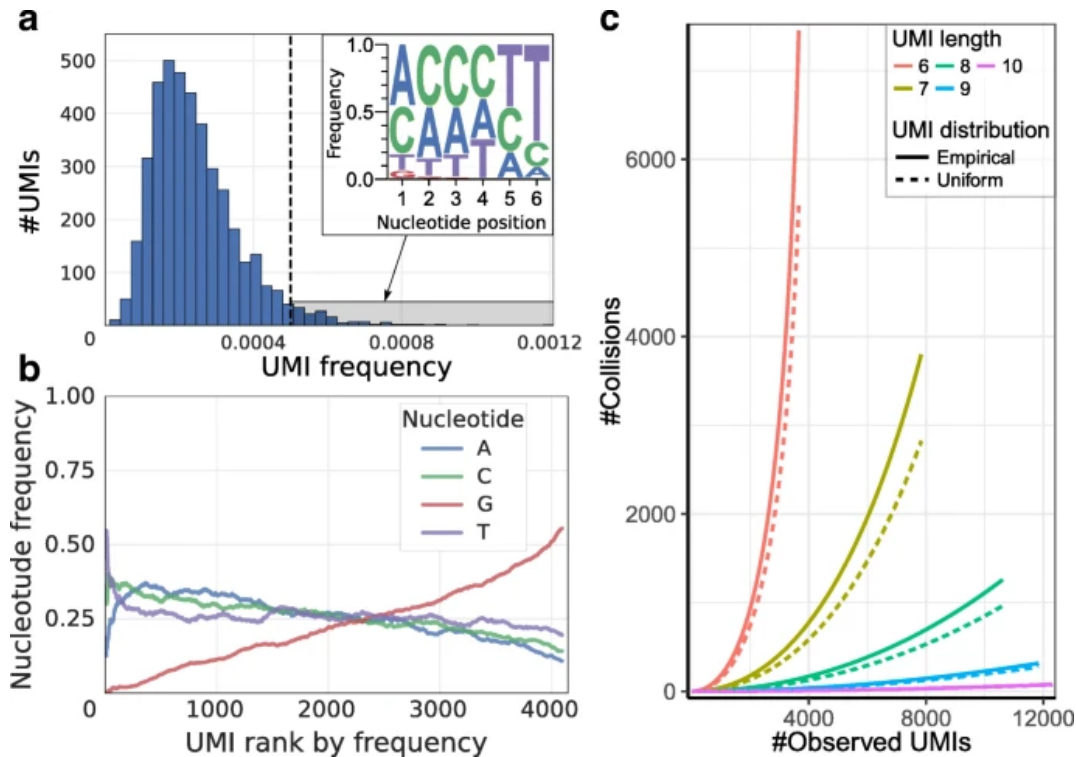 a
500
400
300
200
100
0
#UMIs
0.0004
0.0008
0.0012
UMI frequency
1.0
0.5
0.0
Frequency
A C C C T T
C A A A C C
T T T T A A
G
1 2 3 4 5 6
Nucleotide position
b
1.00
0.75
0.50
0.25
0
Nucleotude frequency
Nucleotide
A
C
G
T
1000
2000
3000
4000
UMI rank by frequency
c
6000
4000
2000
0
#Collisions
UMI length
6 8 10
7 9
UMI distribution
Empirical
Uniform
4000
8000
12000
#Observed UMIs